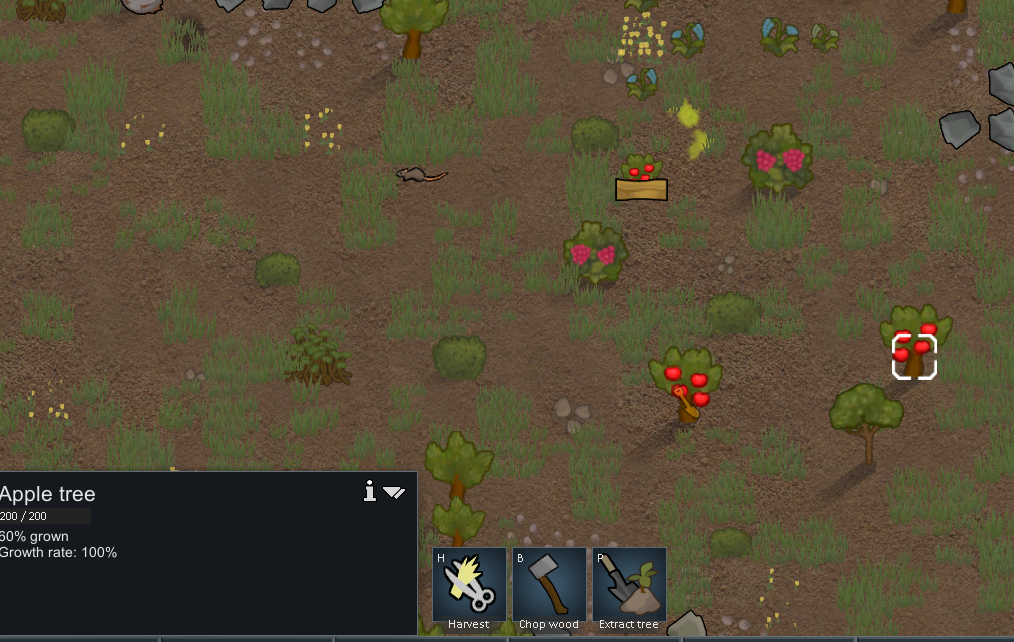 Apple tree
200 / 200
60% grown
Growth rate: 100%
H
B
P
Harvest
Chop wood
Extract tree